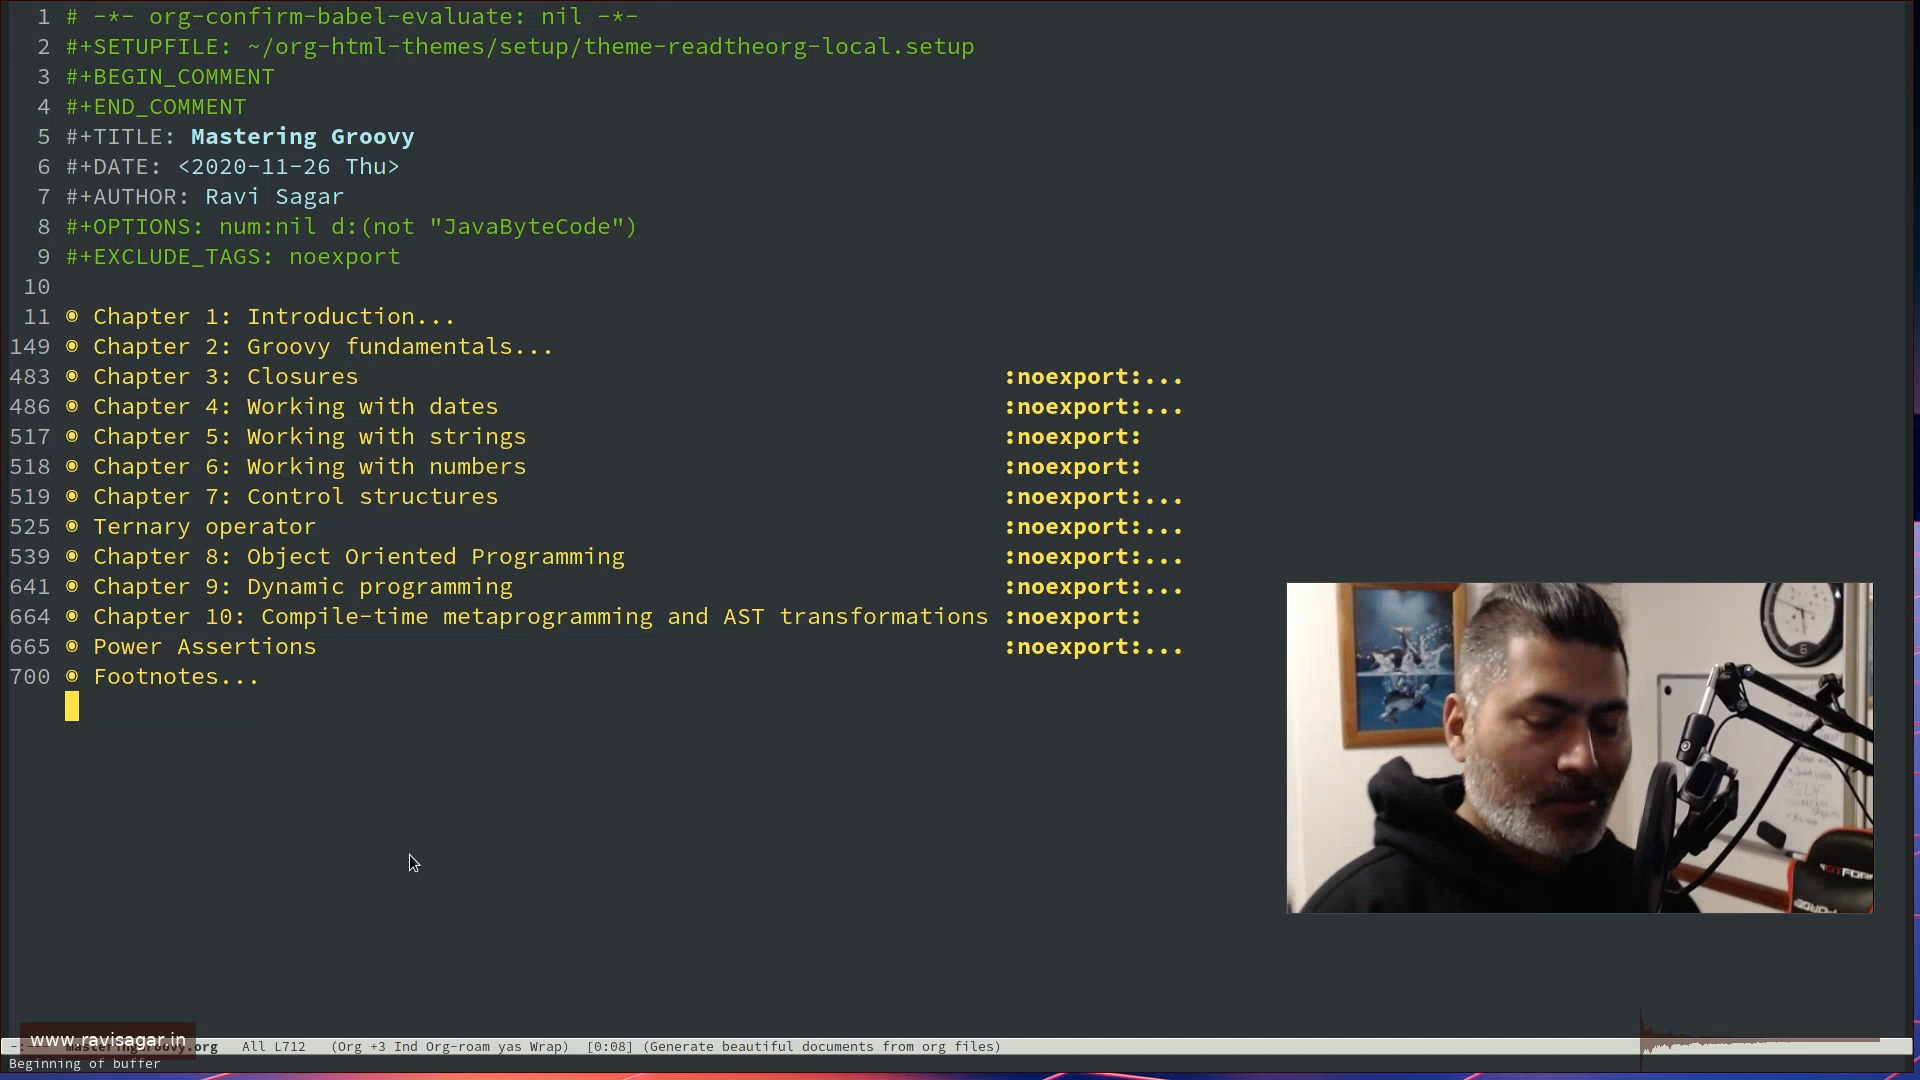 1 # -*- org-confirm-babel-evaluate: nil -*-
2 #+SETUPFILE: ~/org-html-themes/setup/theme-readtheorg-local.setup
3 #+BEGIN_COMMENT
4 #+END_COMMENT
5 #+TITLE: Mastering Groovy
6 #+DATE: <2020-11-26 Thu>
7 #+AUTHOR: Ravi Sagar
8 #+OPTIONS: num:nil d:(not "JavaByteCode")
9 #+EXCLUDE_TAGS: noexport
10
11 ◉ Chapter 1: Introduction...
149 ◉ Chapter 2: Groovy fundamentals...
483 ◉ Chapter 3: Closures :noexport:...
486 ◉ Chapter 4: Working with dates :noexport:...
517 ◉ Chapter 5: Working with strings :noexport:
518 ◉ Chapter 6: Working with numbers :noexport:
519 ◉ Chapter 7: Control structures :noexport:...
525 ◉ Ternary operator :noexport:...
539 ◉ Chapter 8: Object Oriented Programming :noexport:...
641 ◉ Chapter 9: Dynamic programming :noexport:...
664 ◉ Chapter 10: Compile-time metaprogramming and AST transformations :noexport:
665 ◉ Power Assertions :noexport:...
700 ◉ Footnotes...
www.ravisagar.in
All L712 (Org +3 Ind Org-roam yas Wrap) [0:08] (Generate beautiful documents from org files)
Beginning of buffer